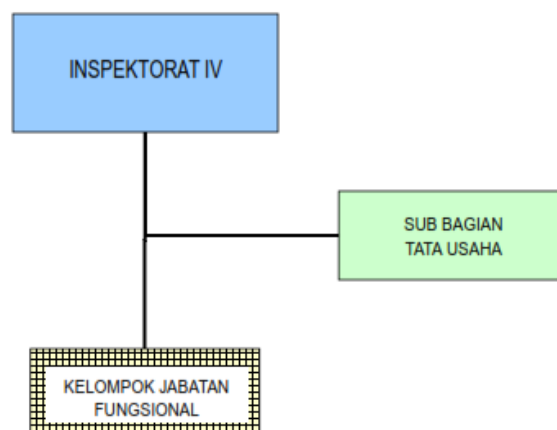 INSPEKTORAT IV
SUB BAGIAN
TATA USAHA
KELOMPOK JABATAN
FUNGSIONAL